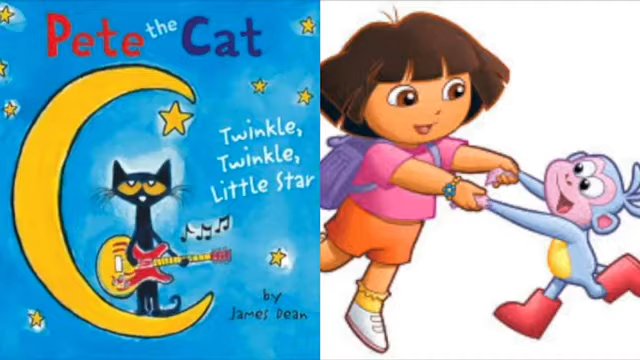 Pete the Cat
Twinkle,
Twinkle,
Little Star
by
James Dean